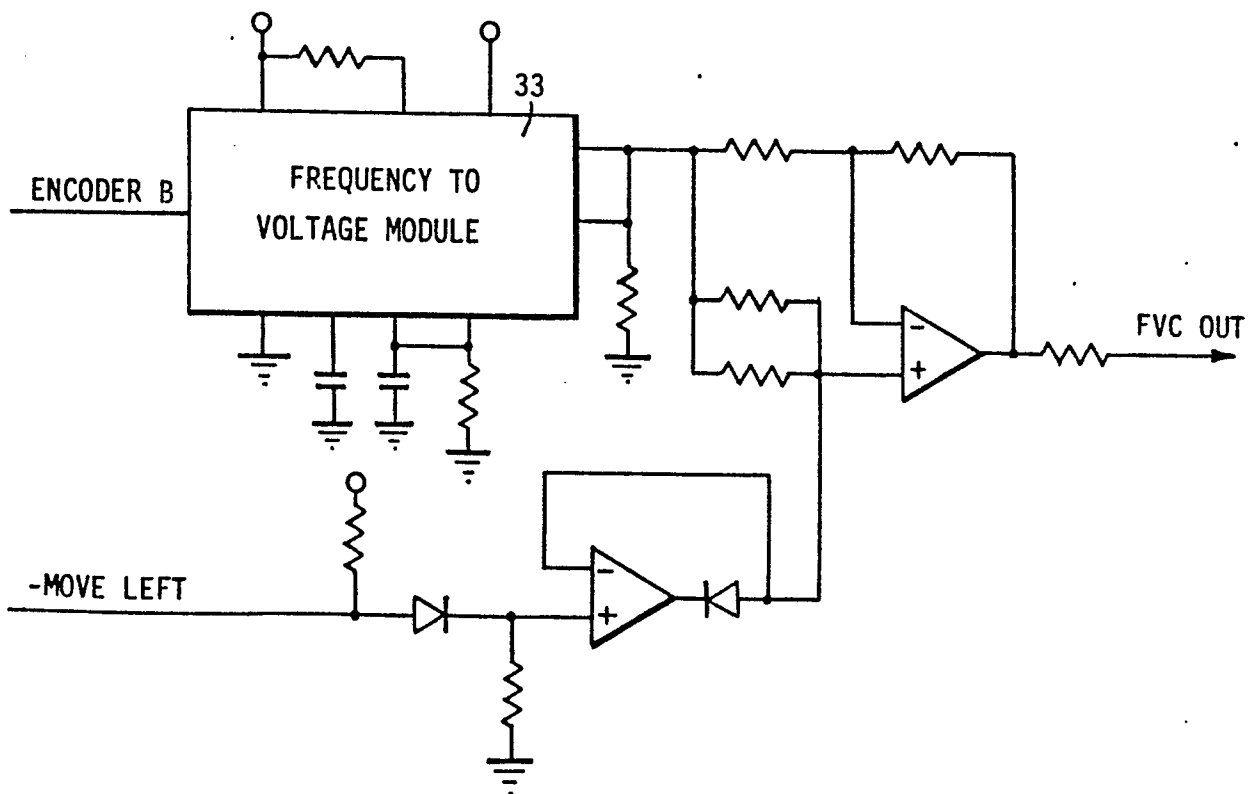 33
FREQUENCY TO
VOLTAGE MODULE
ENCODER B
FVC OUT
-MOVE LEFT
-
+
-
+